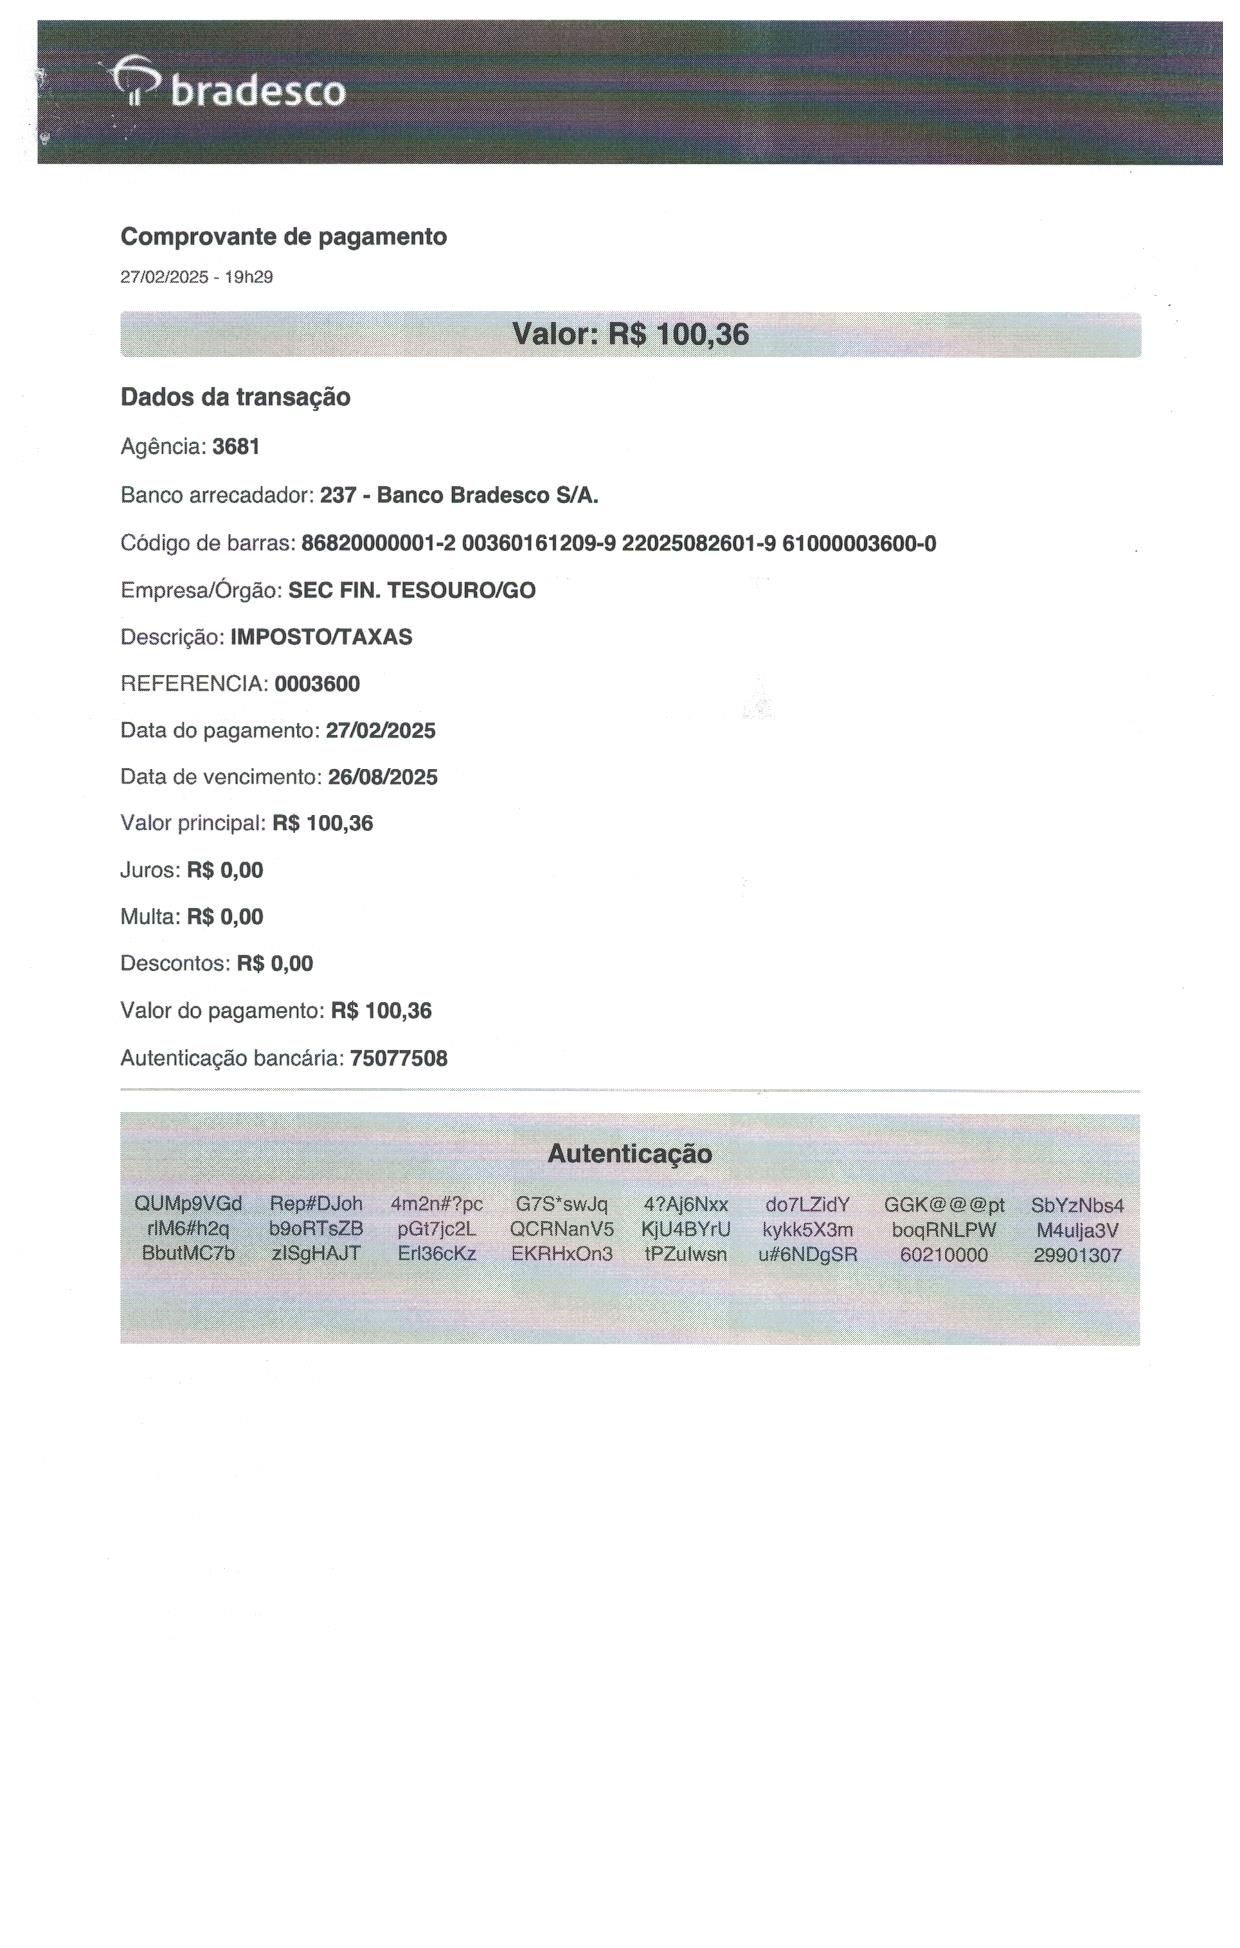 bradesco
Comprovante de pagamento
27/02/2025 - 19h29
Valor: R$ 100,36
Dados da transação
Agência: 3681
Banco arrecadador: 237 - Banco Bradesco S/A.
Código de barras: 86820000001-2 00360161209-9 22025082601-9 61000003600-0
Empresa/Órgão: SEC FIN. TESOURO/GO
Descrição: IMPOSTO/TAXAS
REFERENCIA: 0003600
Data do pagamento: 27/02/2025
Data de vencimento: 26/08/2025
Valor principal: R$ 100,36
Juros: R$ 0,00
Multa: R$ 0,00
Descontos: R$ 0,00
Valor do pagamento: R$ 100,36
Autenticação bancária: 75077508
Autenticação
QUMp9VGd Rep#DJoh 4m2n#?pc G7S*swJq 4?Aj6Nxx do7LZidY GGK@@@pt SbYzNbs4
rlM6#h2q b9oRTsZB pGt7jc2L QCRNanV5 KjU4BYrU kykk5X3m boqRNLPW M4ulja3V
BbutMC7b zlSgHAJT Erl36cKz EKRHxOn3 tPZulwsn u#6NDgSR 60210000 29901307